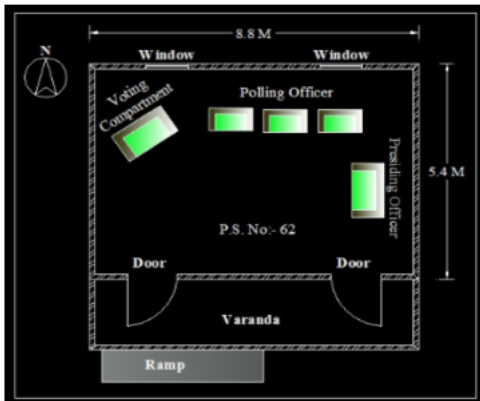 8.8 M
N
Window
Window
Voting
Compartment
Polling Officer
Presiding Officer
5.4 M
P.S. No:- 62
Door
Door
Varanda
Ramp